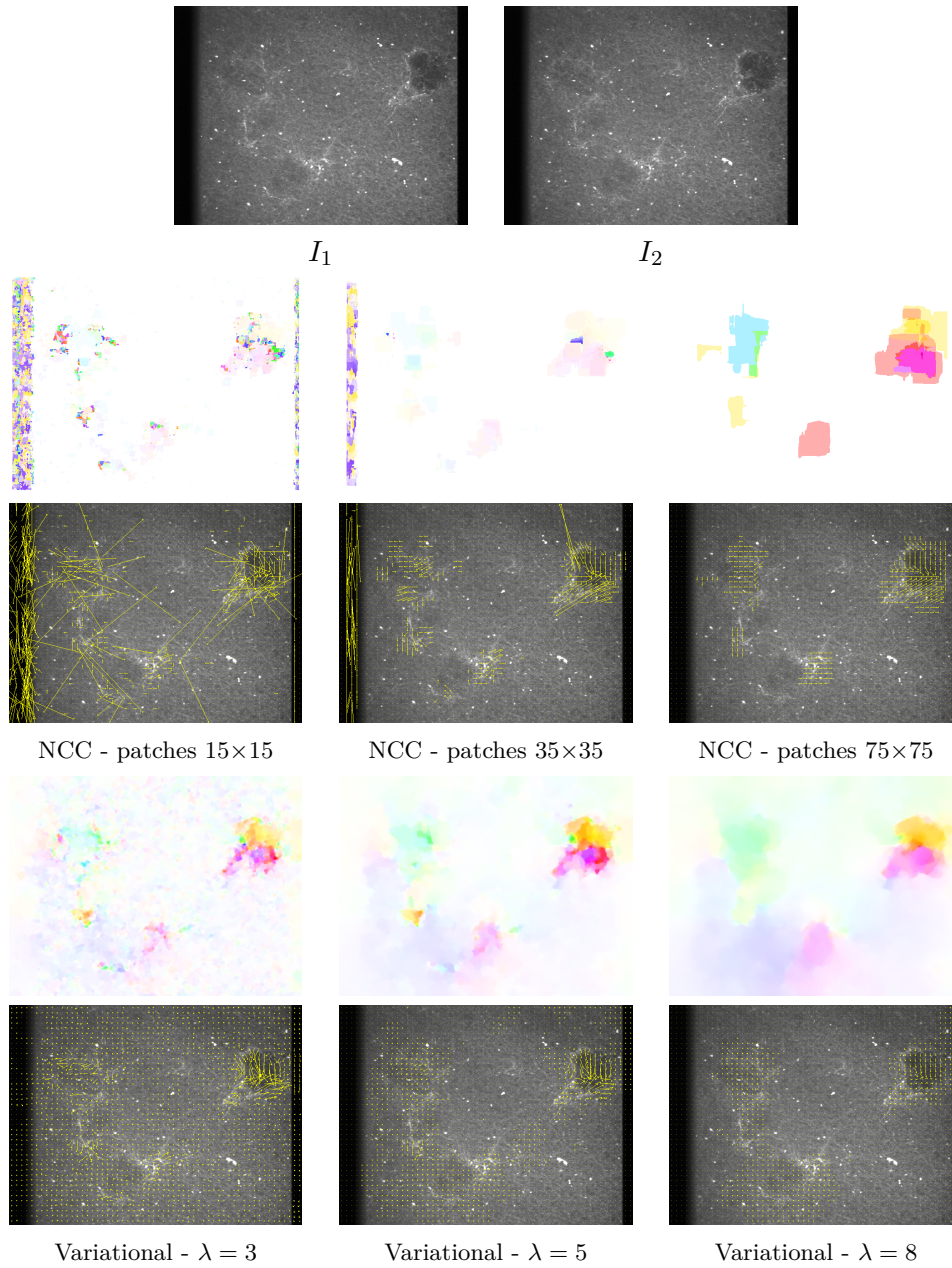 I₁
I₂
NCC - patches 15×15
NCC - patches 35×35
NCC - patches 75×75
Variational - λ = 3
Variational - λ = 5
Variational - λ = 8